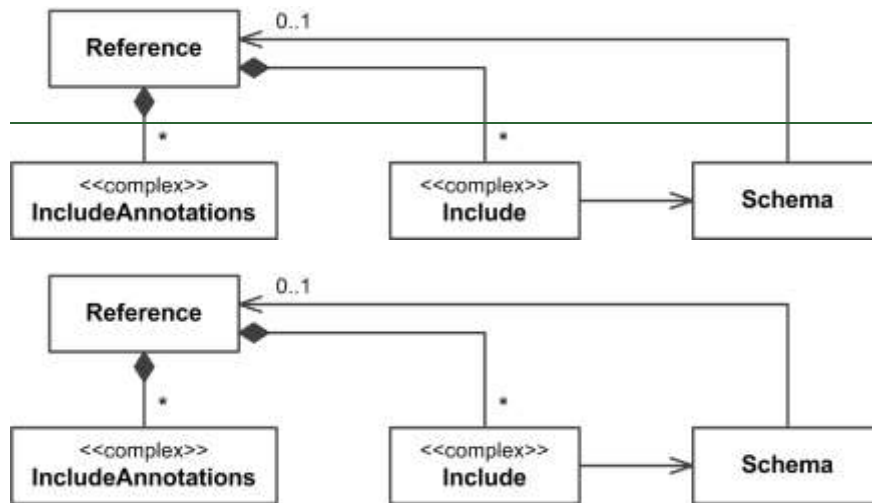 0..1
Reference
* *
<<complex>> <<complex>>
IncludeAnnotations Include Schema
0..1
Reference
* *
<<complex>> <<complex>>
IncludeAnnotations Include Schema